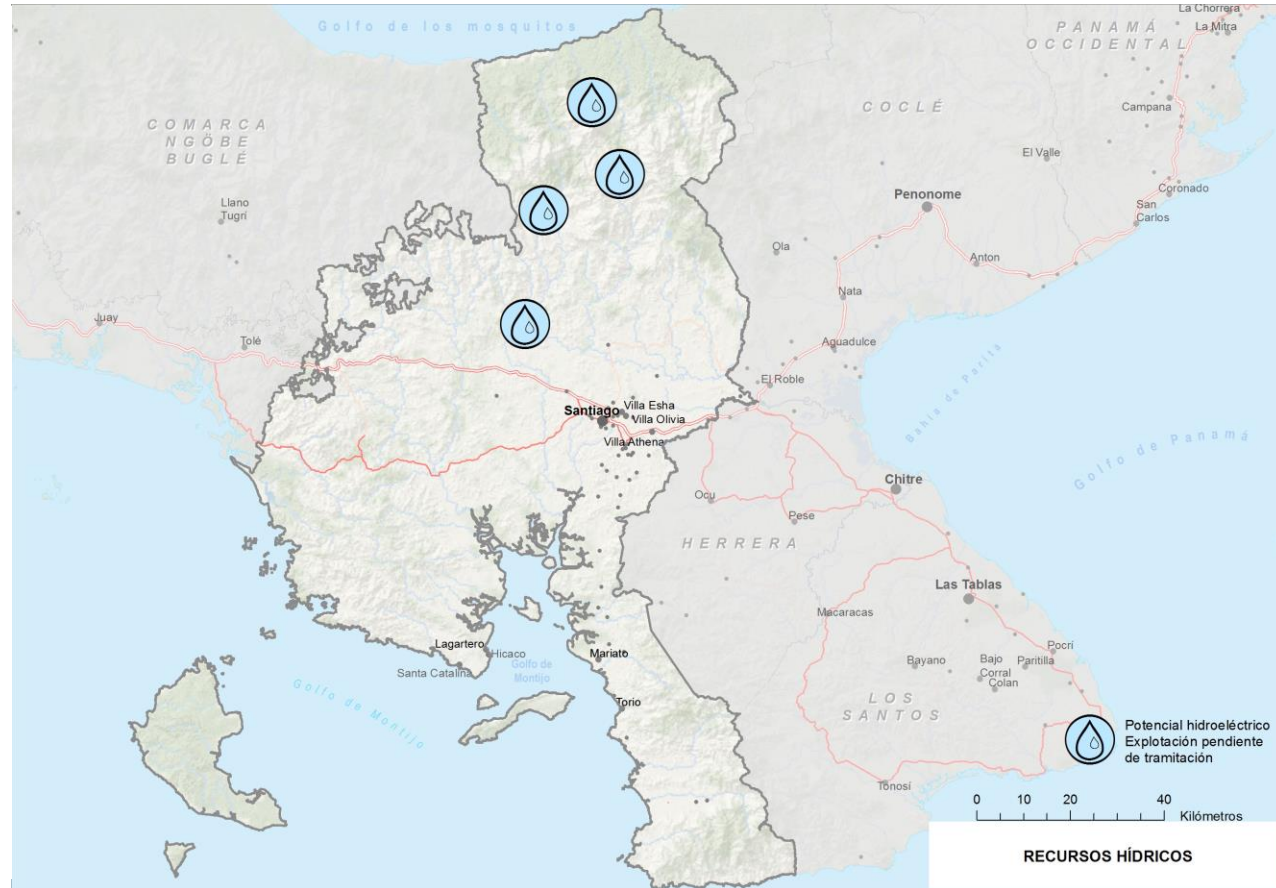 Golfo de los mosquitos
La Chorrera
La Mitra
PANAMÁ
OCCIDENTAL
COMARCA
NGÖBE
BUGLÉ
COCLÉ
Campana
El Valle
Llano
Tugrí
Penonome
Coronado
San
Carlos
Ola
Anton
Nata
Juay
Tolé
Aguadulce
El Roble
Bahia de Parita
Golfo de Panamá
Santiago
Villa Esha
Villa Olivia
Villa Athena
Chitre
Ocu
Pese
HERRERA
Las Tablas
Macaracas
Lagartero
Hicaco
Santa Catalina
Golfo de
Montijo
Mariato
Pocrí
Bayano
Bajo
Corral
Paritilla
Colan
Golfo de Montijo
Torio
LOS
SANTOS
Potencial hidroeléctrico
Explotación pendiente
de tramitación
Tonosí
0 10 20 40
Kilómetros
RECURSOS HÍDRICOS